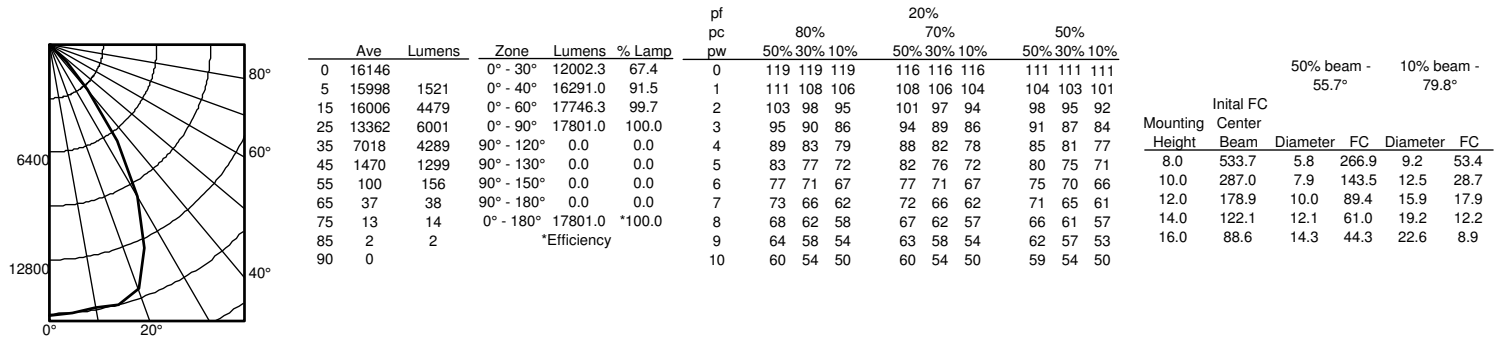 80°
60°
40°
20°
0°
6400
12800
Ave Lumens
0 16146
5 15998 1521
15 16006 4479
25 13362 6001
35 7018 4289
45 1470 1299
55 100 156
65 37 38
75 13 14
85 2 2
90 0
Zone Lumens % Lamp
0° - 30° 12002.3 67.4
0° - 40° 16291.0 91.5
0° - 60° 17746.3 99.7
0° - 90° 17801.0 100.0
90° - 120° 0.0 0.0
90° - 130° 0.0 0.0
90° - 150° 0.0 0.0
90° - 180° 0.0 0.0
0° - 180° 17801.0 *100.0
*Efficiency
pf 20%
pc 80% 70% 50%
pw 50% 30% 10% 50% 30% 10% 50% 30% 10%
0 119 119 119 116 116 116 111 111 111
1 111 108 106 108 106 104 104 103 101
2 103 98 95 101 97 94 98 95 92
3 95 90 86 94 89 86 91 87 84
4 89 83 79 88 82 78 85 81 77
5 83 77 72 82 76 72 80 75 71
6 77 71 67 77 71 67 75 70 66
7 73 66 62 72 66 62 71 65 61
8 68 62 58 67 62 57 66 61 57
9 64 58 54 63 58 54 62 57 53
10 60 54 50 60 54 50 59 54 50
50% beam - 10% beam -
55.7° 79.8°
Inital FC
Mounting Center
Height Beam Diameter FC Diameter FC
8.0 533.7 5.8 266.9 9.2 53.4
10.0 287.0 7.9 143.5 12.5 28.7
12.0 178.9 10.0 89.4 15.9 17.9
14.0 122.1 12.1 61.0 19.2 12.2
16.0 88.6 14.3 44.3 22.6 8.9